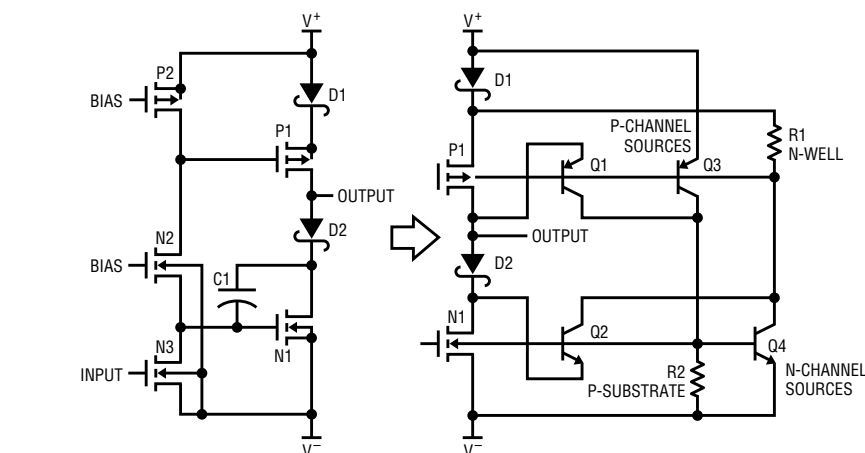 V+
P2
BIAS
D1
P1
OUTPUT
D2
N2
BIAS
C1
N3
N1
INPUT
V−
V+
D1
P-CHANNEL
SOURCES
R1
N-WELL
P1
Q1
Q3
OUTPUT
D2
N1
Q2
Q4
R2
P-SUBSTRATE
N-CHANNEL
SOURCES
V−